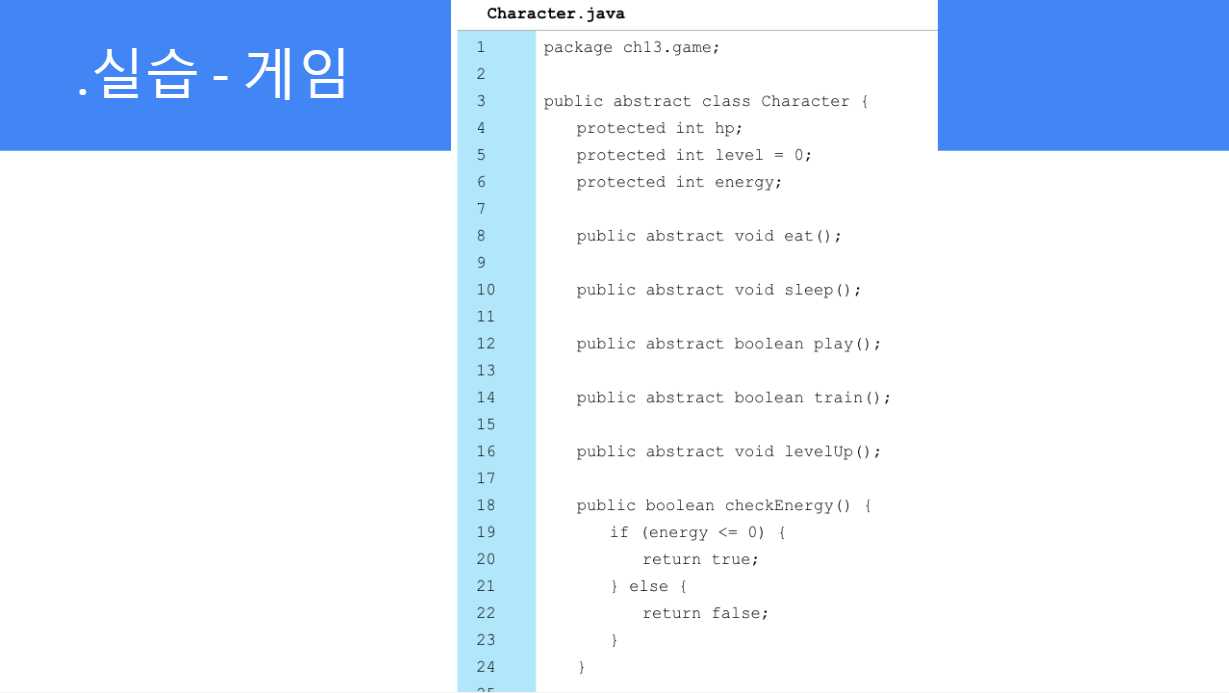 .실습 - 게임
Character.java
1 package ch13.game;
2
3 public abstract class Character {
4 protected int hp;
5 protected int level = 0;
6 protected int energy;
7
8 public abstract void eat();
9
10 public abstract void sleep();
11
12 public abstract boolean play();
13
14 public abstract boolean train();
15
16 public abstract void levelUp();
17
18 public boolean checkEnergy() {
19 if (energy <= 0) {
20 return true;
21 } else {
22 return false;
23 }
24 }